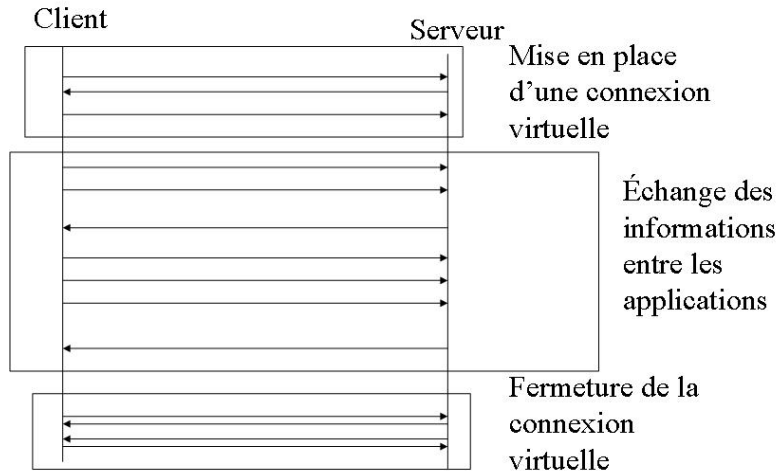 Client
Serveur
Mise en place
d'une connexion
virtuelle
Échange des
informations
entre les
applications
Fermeture de la
connexion
virtuelle